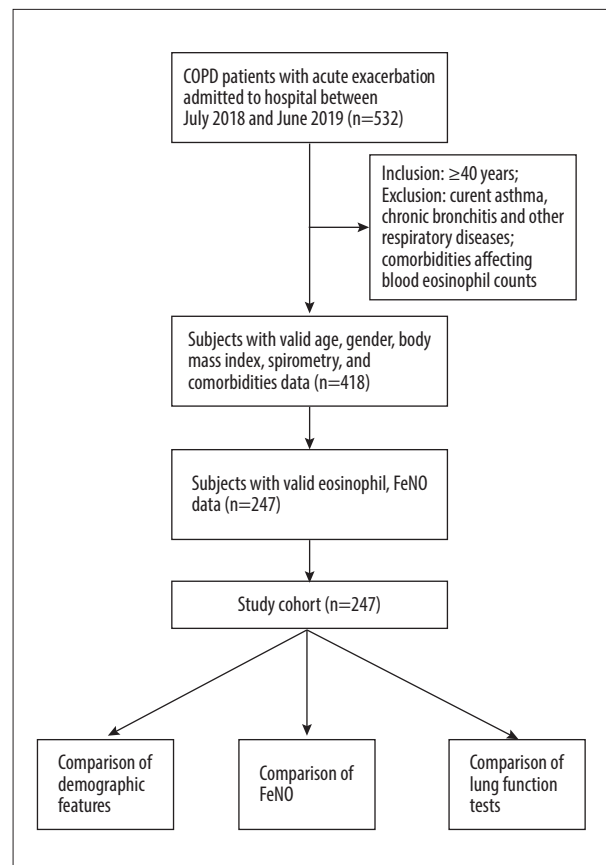 COPD patients with acute exacerbation
admitted to hospital between
July 2018 and June 2019 (n=532)
Inclusion: ≥40 years;
Exclusion: curent asthma,
chronic bronchitis and other
respiratory diseases;
comorbidities affecting
blood eosinophil counts
Subjects with valid age, gender, body
mass index, spirometry, and
comorbidities data (n=418)
Subjects with valid eosinophil, FeNO
data (n=247)
Study cohort (n=247)
Comparison of
demographic
features
Comparison of
FeNO
Comparison of
lung function
tests